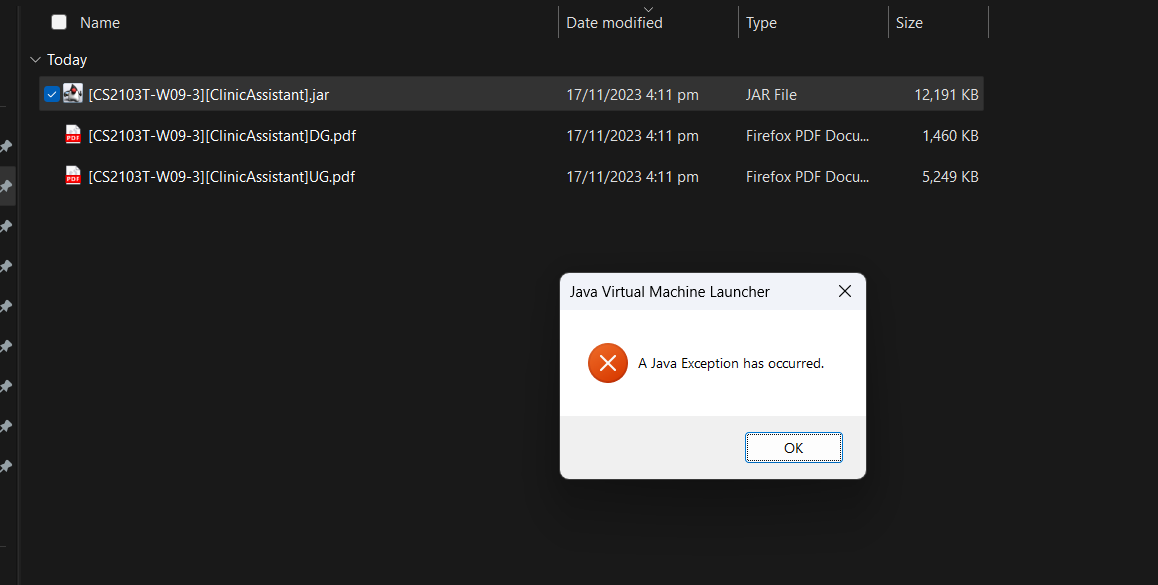 Name Date modified Type Size
Today
[CS2103T-W09-3][ClinicAssistant].jar 17/11/2023 4:11 pm JAR File 12,191 KB
[CS2103T-W09-3][ClinicAssistant]DG.pdf 17/11/2023 4:11 pm Firefox PDF Docu... 1,460 KB
[CS2103T-W09-3][ClinicAssistant]UG.pdf 17/11/2023 4:11 pm Firefox PDF Docu... 5,249 KB
Java Virtual Machine Launcher
A Java Exception has occurred.
OK